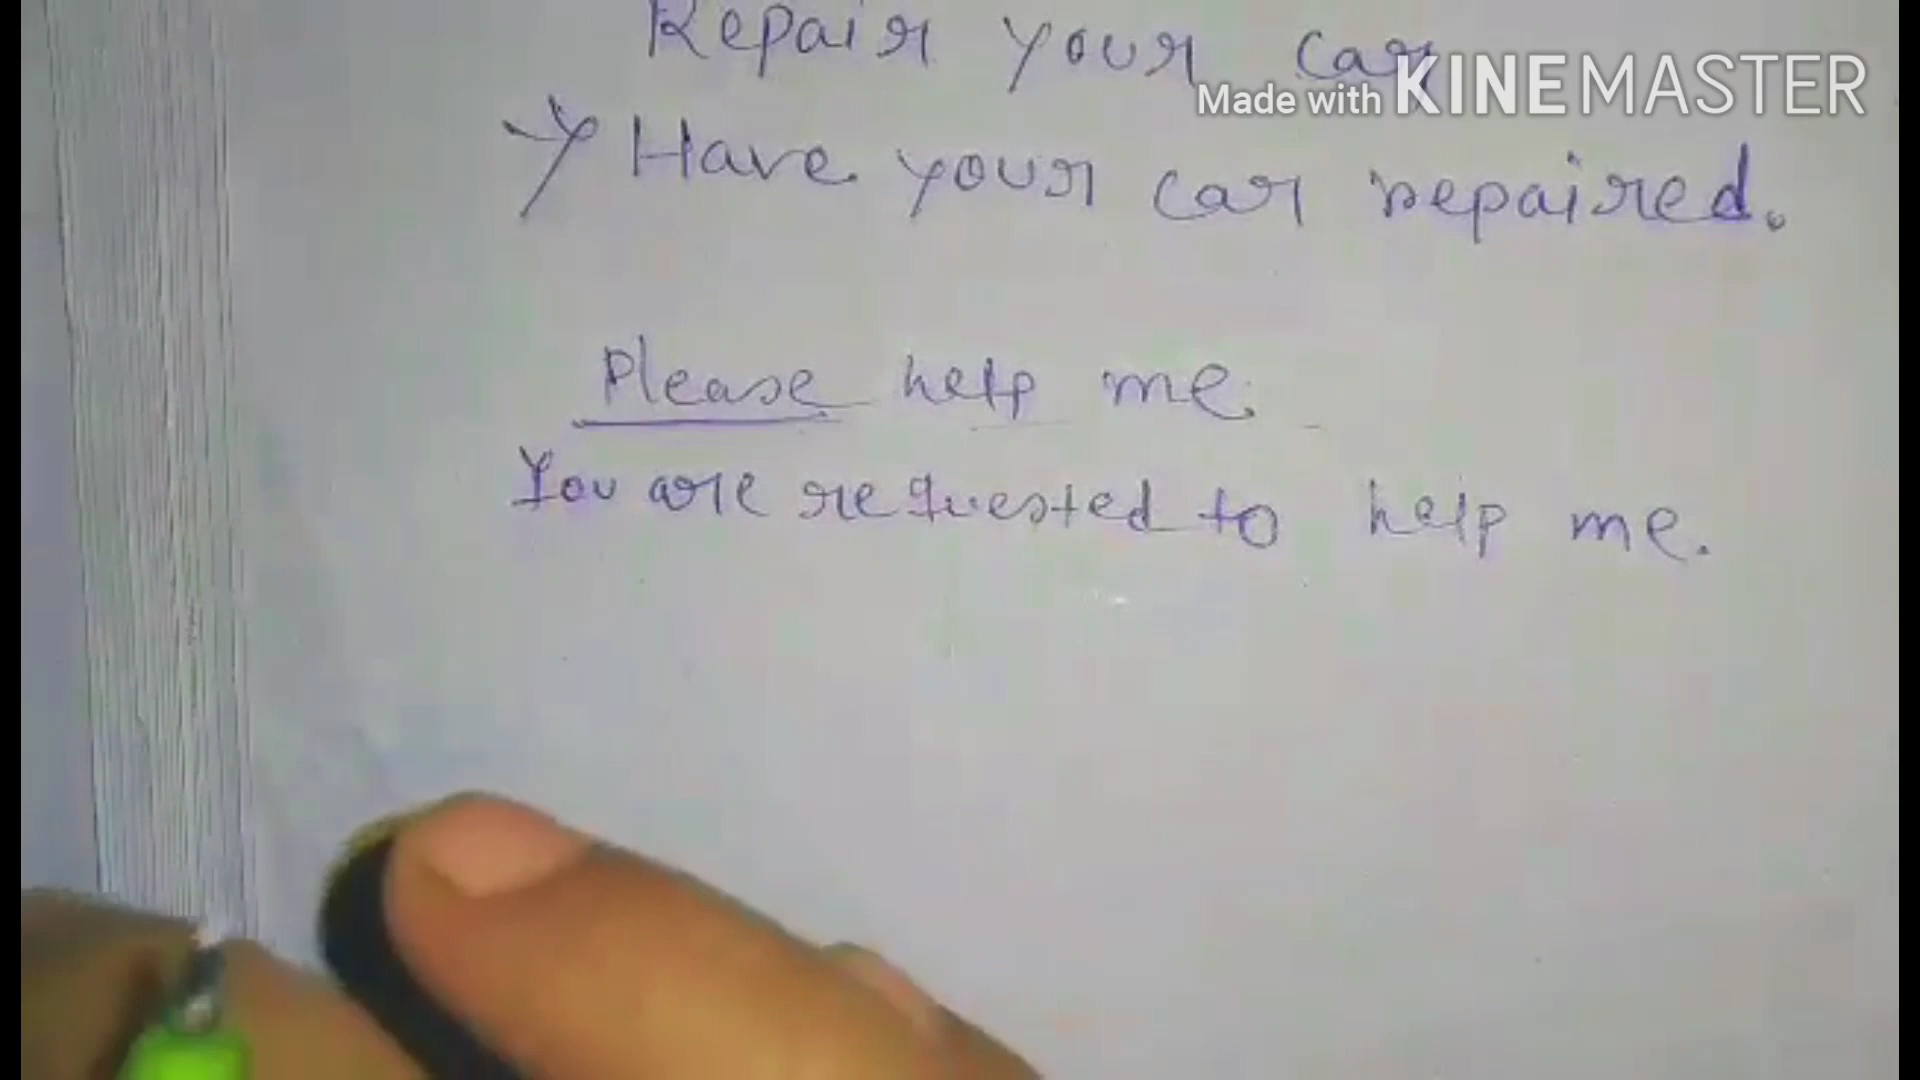 Repair your car
Made with KINEMASTER
Have your car repaired.
Please help me.
You are requested to help me.